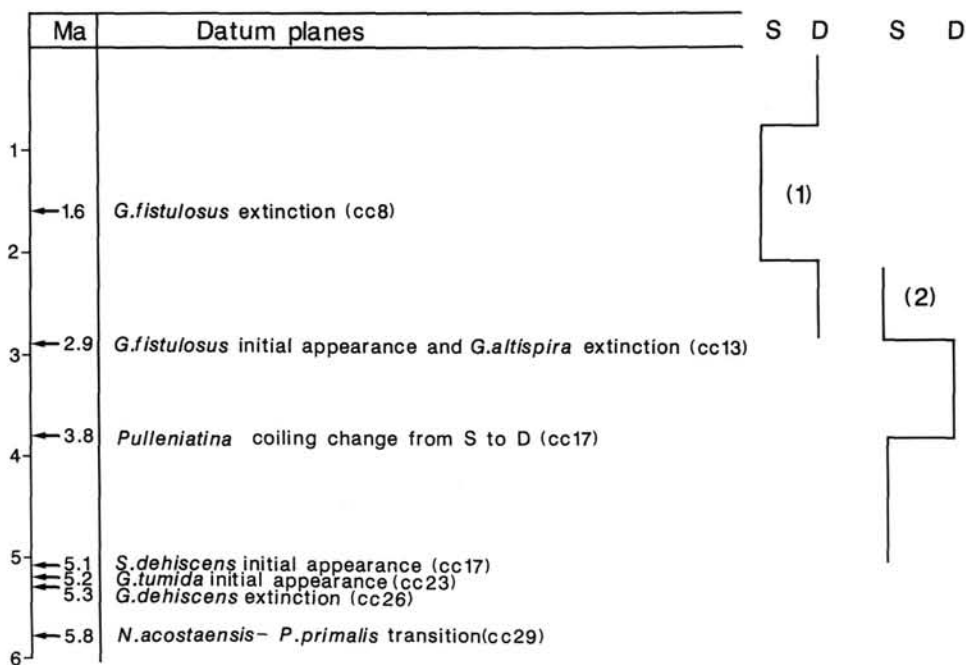 Ma Datum planes S D S D
1
1.6 G.fistulosus extinction (cc8) (1)
2
(2)
2.9 G.fistulosus initial appearance and G.altispira extinction (cc13)
3
3.8 Pulleniatina coiling change from S to D (cc17)
4
5
5.1 S.dehiscens initial appearance (cc17)
5.2 G.tumida initial appearance (cc23)
5.3 G.dehiscens extinction (cc26)
5.8 N.acostaensis– P.primalis transition(cc29)
6